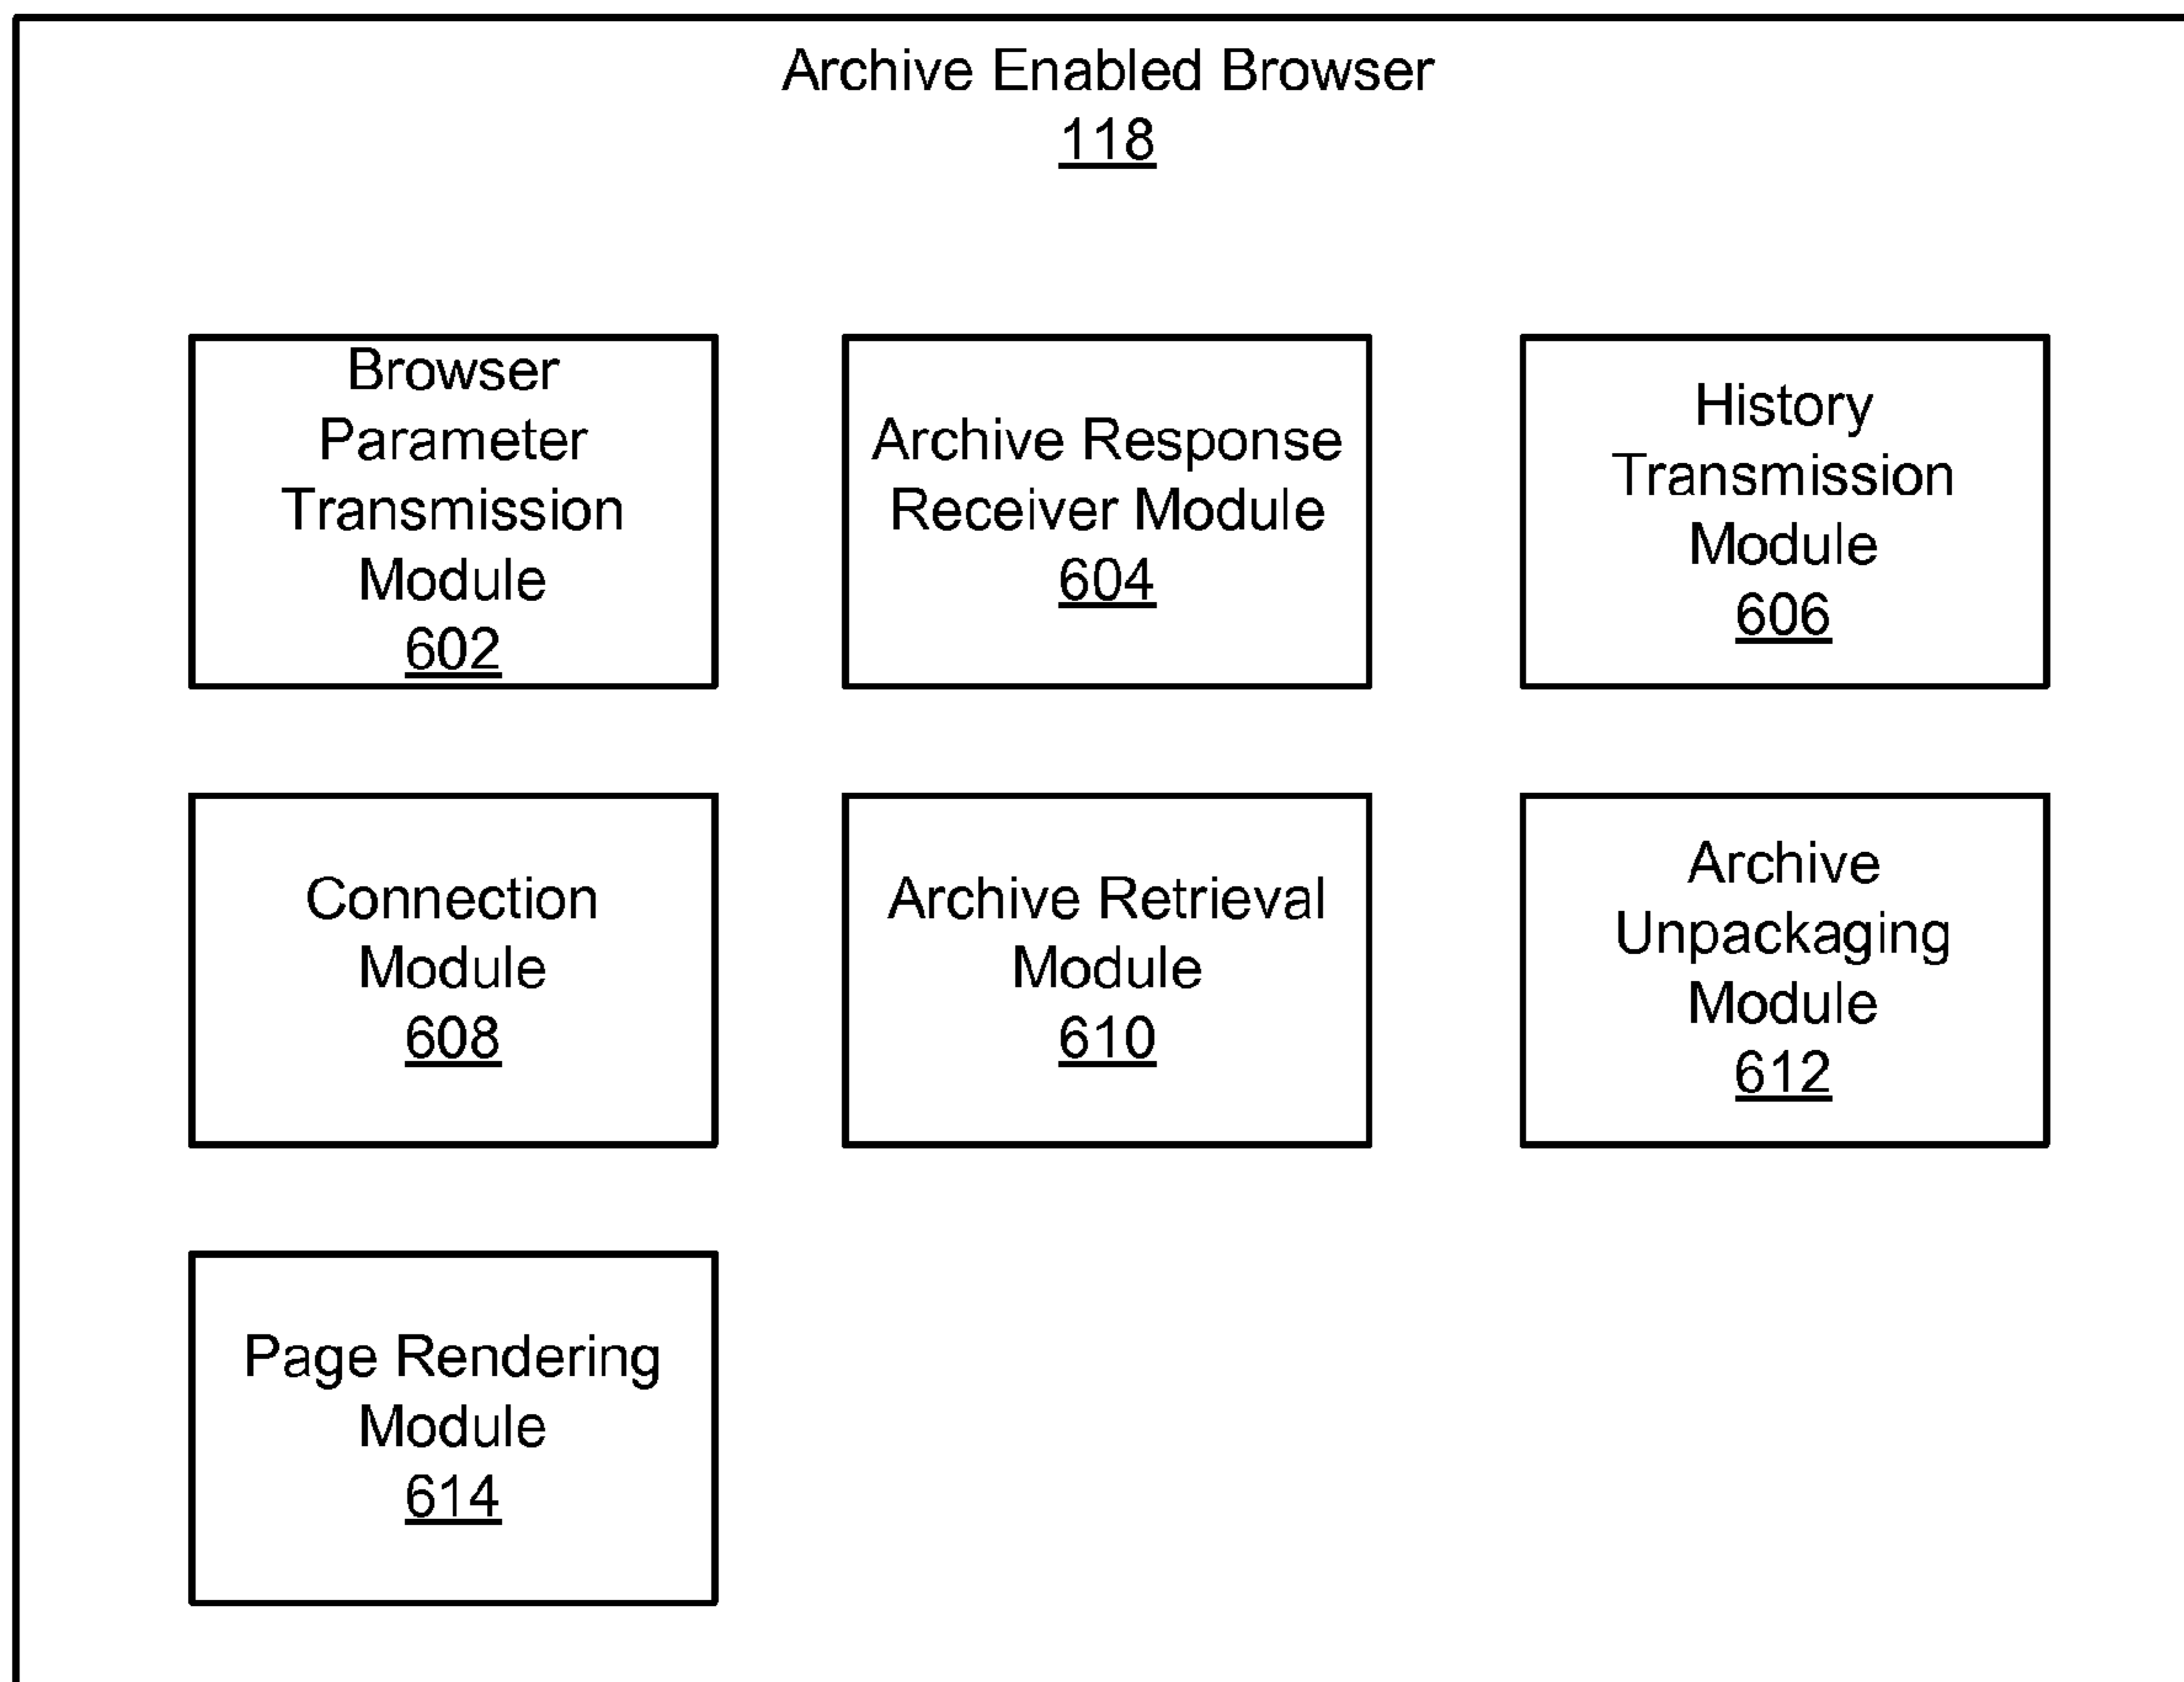 Archive Enabled Browser
118
Browser
Parameter
Transmission
Module
602
Archive Response
Receiver Module
604
History
Transmission
Module
606
Connection
Module
608
Archive Retrieval
Module
610
Archive
Unpackaging
Module
612
Page Rendering
Module
614